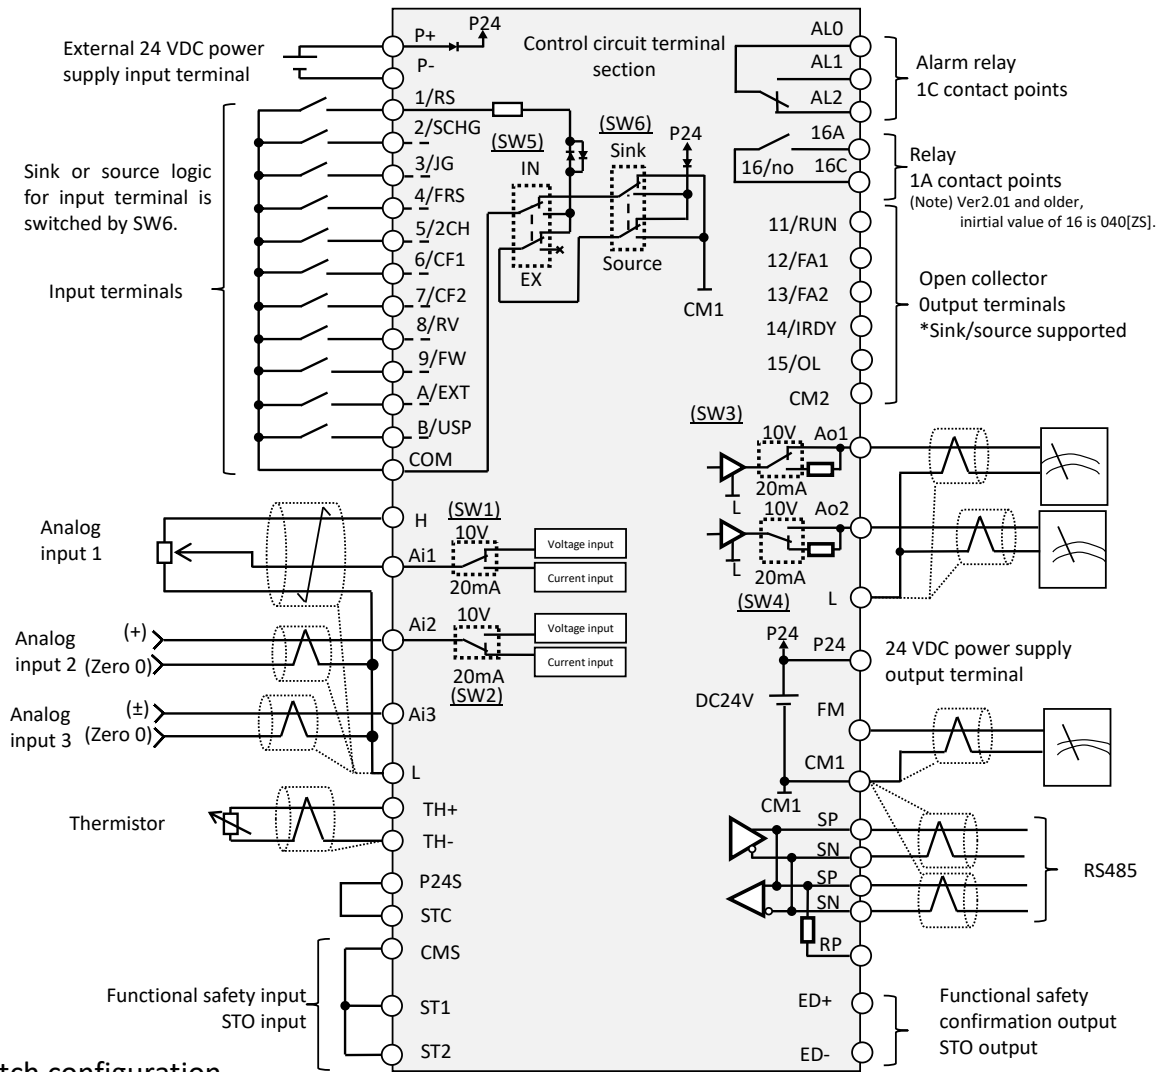 External 24 VDC power
supply input terminal
P+
P24
P-
Control circuit terminal
section
AL0
AL1
AL2
Alarm relay
1C contact points
16A
16/no
16C
Relay
1A contact points
(Note) Ver2.01 and older,
inirtial value of 16 is 040[ZS].
Sink or source logic
for input terminal is
switched by SW6.
Input terminals
1/RS
2/SCHG
3/JG
4/FRS
5/2CH
6/CF1
7/CF2
8/RV
9/FW
A/EXT
B/USP
COM
(SW5)
IN
EX
(SW6)
Sink
Source
P24
CM1
11/RUN
12/FA1
13/FA2
14/IRDY
15/OL
CM2
Open collector
0utput terminals
*Sink/source supported
(SW3)
10V
Ao1
L
20mA
10V
Ao2
L
20mA
(SW4)
L
Analog
input 1
H
Ai1
(SW1)
10V
20mA
Voltage input
Current input
Analog
input 2
(+)
(Zero 0)
Ai2
10V
20mA
(SW2)
Voltage input
Current input
Analog
input 3
(±)
(Zero 0)
Ai3
L
P24
P24
24 VDC power supply
output terminal
DC24V
FM
CM1
CM1
Thermistor
TH+
TH-
P24S
STC
SP
SN
SP
SN
RP
RS485
Functional safety input
STO input
CMS
ST1
ST2
ED+
ED-
Functional safety
confirmation output
STO output
tch configuration